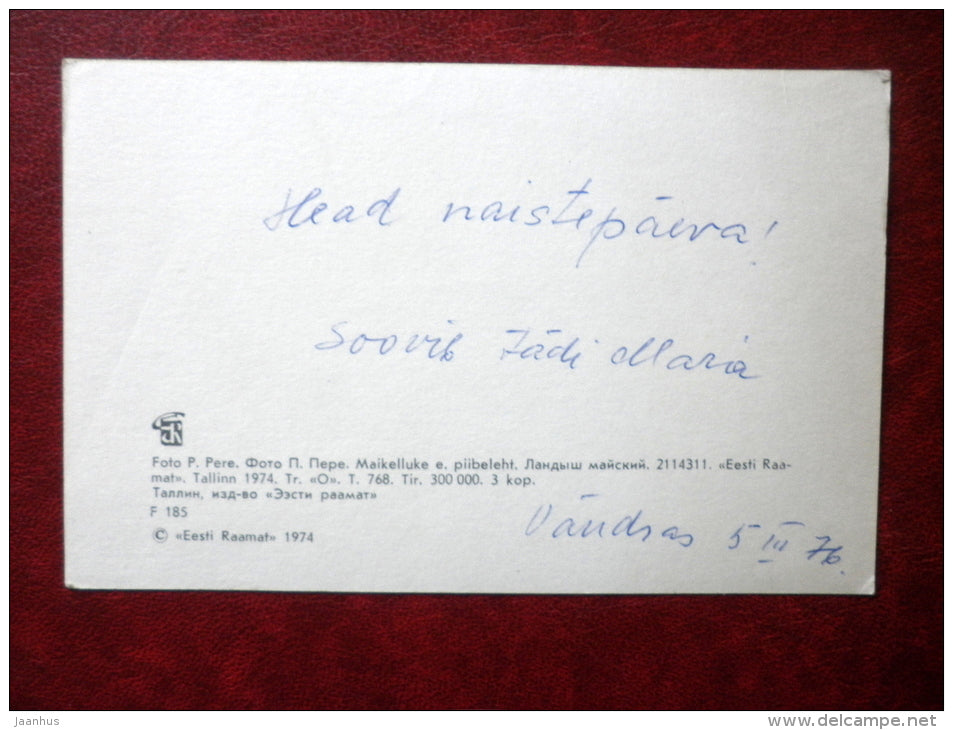 Head naistepäeva!
Soovib tädi Maria
Foto P. Pere. Фото П. Пере. Maikelluke e. piibeleht. Ландыш майский. 2114311. «Eesti Raa-
mat». Tallinn 1974. Tr. «O». T. 768. Tir. 300 000. 3 kop.
Таллин, изд-во «Ээсти раамат»
F 185
© «Eesti Raamat» 1974
Vändras 5 III 76.
jaanhus
www.delcampe.net